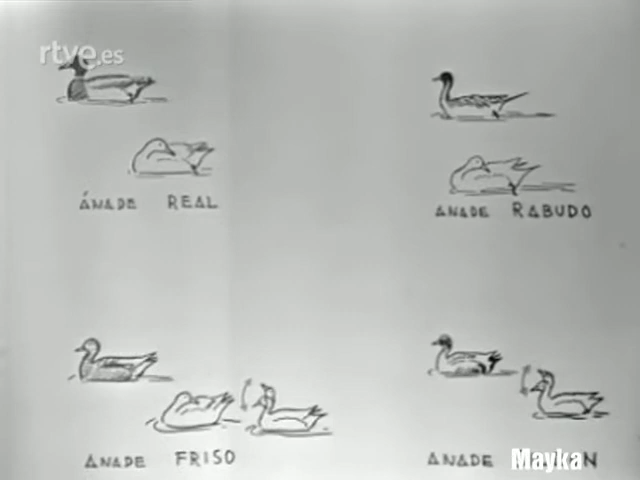 rtve.es
ÁNADE REAL
ANADE RABUDO
ANADE FRISO
ANADE
Mayka